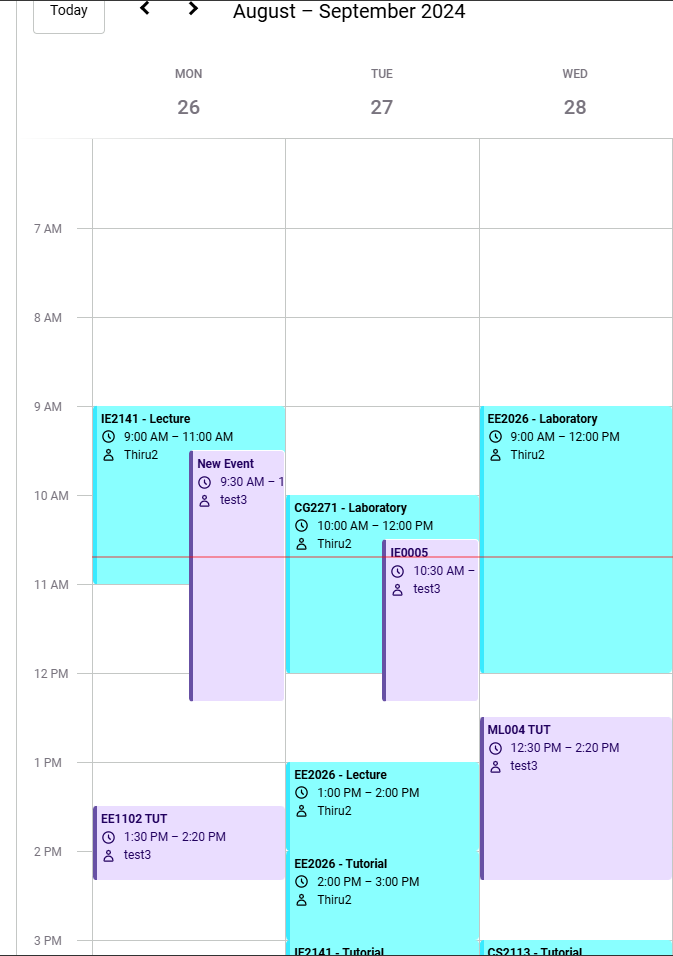 Today
August – September 2024
MON
TUE
WED
26
27
28
7 AM
8 AM
9 AM
10 AM
11 AM
12 PM
1 PM
2 PM
3 PM
IE2141 - Lecture
9:00 AM – 11:00 AM
Thiru2
New Event
9:30 AM – 1
test3
EE1102 TUT
1:30 PM – 2:20 PM
test3
CG2271 - Laboratory
10:00 AM – 12:00 PM
Thiru2
IE0005
10:30 AM –
test3
EE2026 - Lecture
1:00 PM – 2:00 PM
Thiru2
EE2026 - Tutorial
2:00 PM – 3:00 PM
Thiru2
IE2141 - Tutorial
EE2026 - Laboratory
9:00 AM – 12:00 PM
Thiru2
ML004 TUT
12:30 PM – 2:20 PM
test3
CS2113 - Tutorial